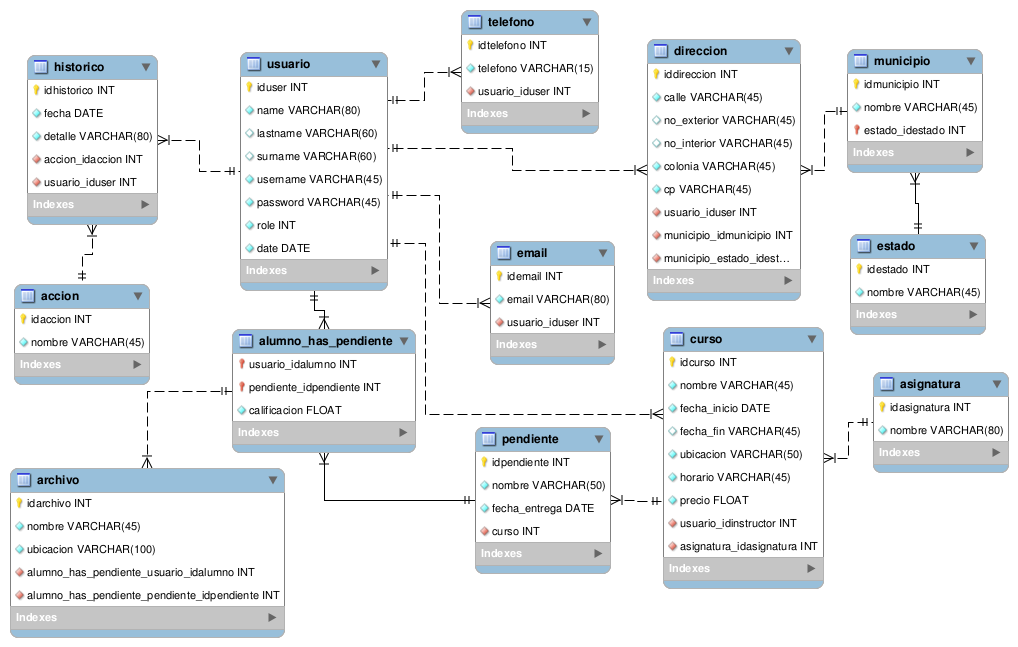 telefono
idtelefono INT
telefono VARCHAR(15)
usuario_iduser INT
Indexes
historico
idhistorico INT
fecha DATE
detalle VARCHAR(80)
accion_idaccion INT
usuario_iduser INT
Indexes
usuario
iduser INT
name VARCHAR(80)
lastname VARCHAR(60)
surname VARCHAR(60)
username VARCHAR(45)
password VARCHAR(45)
role INT
date DATE
Indexes
direccion
iddireccion INT
calle VARCHAR(45)
no_exterior VARCHAR(45)
no_interior VARCHAR(45)
colonia VARCHAR(45)
cp VARCHAR(45)
usuario_iduser INT
municipio_idmunicipio INT
municipio_estado_idest...
Indexes
municipio
idmunicipio INT
nombre VARCHAR(45)
estado_idestado INT
Indexes
estado
idestado INT
nombre VARCHAR(45)
Indexes
email
idemail INT
email VARCHAR(80)
usuario_iduser INT
Indexes
accion
idaccion INT
nombre VARCHAR(45)
Indexes
alumno_has_pendiente
usuario_idalumno INT
pendiente_idpendiente INT
calificacion FLOAT
Indexes
curso
idcurso INT
nombre VARCHAR(45)
fecha_inicio DATE
fecha_fin VARCHAR(45)
ubicacion VARCHAR(50)
horario VARCHAR(45)
precio FLOAT
usuario_idinstructor INT
asignatura_idasignatura INT
Indexes
asignatura
idasignatura INT
nombre VARCHAR(80)
Indexes
pendiente
idpendiente INT
nombre VARCHAR(50)
fecha_entrega DATE
curso INT
Indexes
archivo
idarchivo INT
nombre VARCHAR(45)
ubicacion VARCHAR(100)
alumno_has_pendiente_usuario_idalumno INT
alumno_has_pendiente_pendiente_idpendiente INT
Indexes